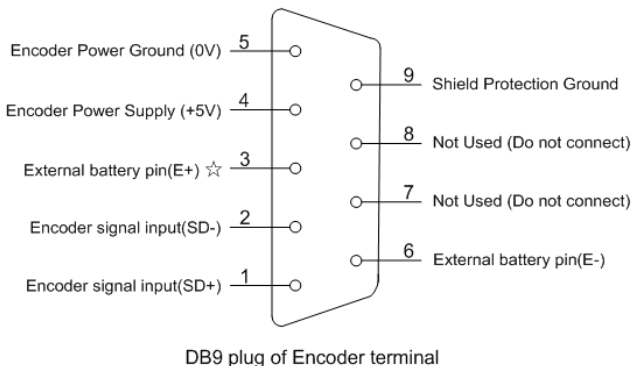 Encoder Power Ground (0V) 5
9 Shield Protection Ground
Encoder Power Supply (+5V) 4
8 Not Used (Do not connect)
External battery pin(E+) ☆ 3
7 Not Used (Do not connect)
Encoder signal input(SD-) 2
6 External battery pin(E-)
Encoder signal input(SD+) 1
DB9 plug of Encoder terminal